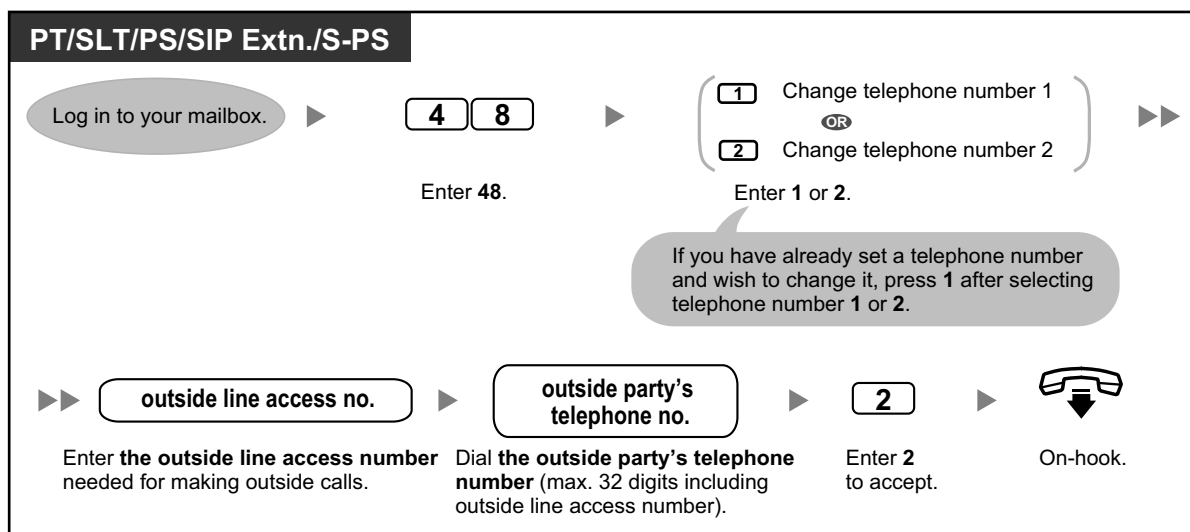 PT/SLT/PS/SIP Extn./S-PS
Log in to your mailbox.
4 8
Enter 48.
1 Change telephone number 1
OR
2 Change telephone number 2
Enter 1 or 2.
If you have already set a telephone number
and wish to change it, press 1 after selecting
telephone number 1 or 2.
outside line access no.
Enter the outside line access number
needed for making outside calls.
outside party's
telephone no.
Dial the outside party's telephone
number (max. 32 digits including
outside line access number).
2
Enter 2
to accept.
On-hook.